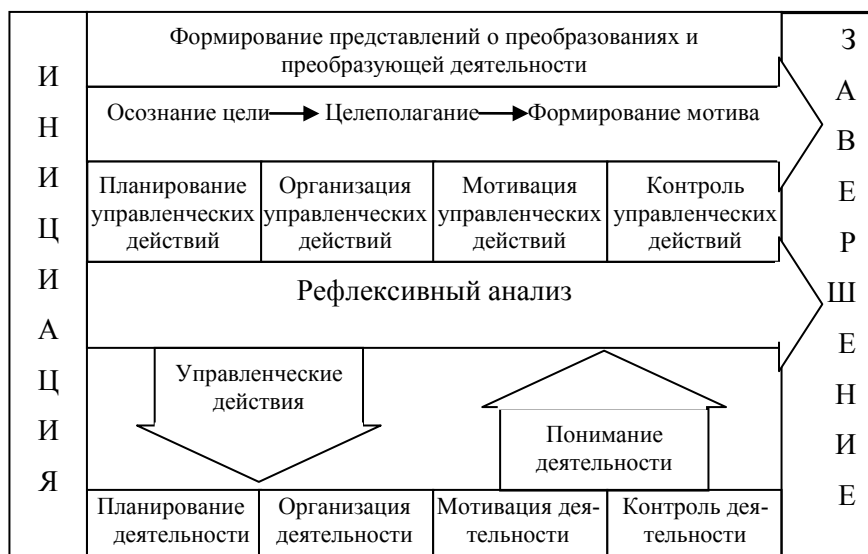 И
Н
И
Ц
И
А
Ц
И
Я
Формирование представлений о преобразованиях и
преобразующей деятельности
Осознание цели Целеполагание Формирование мотива
Планирование
управленческих
действий
Организация
управленческих
действий
Мотивация
управленческих
действий
Контроль
управленческих
действий
Рефлексивный анализ
Управленческие
действия
Понимание
деятельности
Планирование
деятельности
Организация
деятельности
Мотивация дея-
тельности
Контроль дея-
тельности
З
А
В
Е
Р
Ш
Е
Н
И
Е